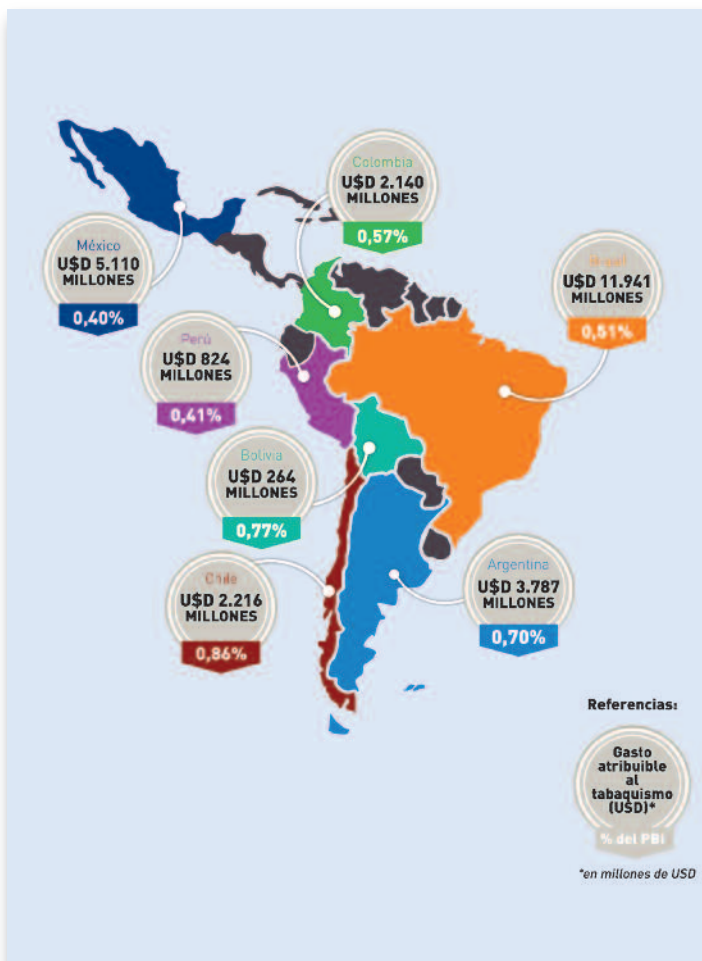 Colombia
U$D 2.140
MILLONES
0,57%
México
U$D 5.110
MILLONES
0,40%
Brasil
U$D 11.941
MILLONES
0,51%
Perú
U$D 824
MILLONES
0,41%
Bolivia
U$D 264
MILLONES
0,77%
Argentina
U$D 3.787
MILLONES
0,70%
Chile
U$D 2.216
MILLONES
0,86%
Referencias:
Gasto
atribuible
al
tabaquismo
(USD)*
% del PBI
*en millones de USD